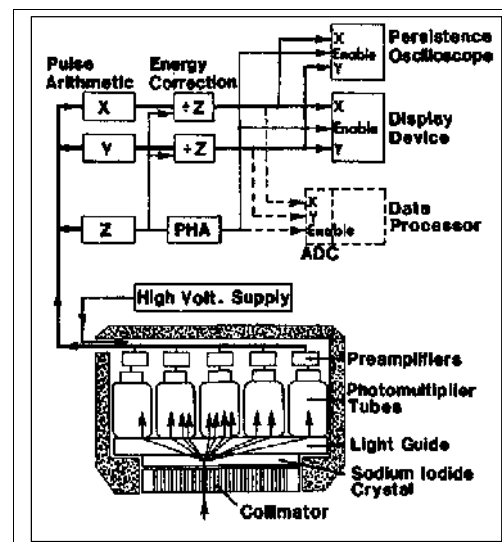 Persistence
Oscilloscope
X
Enable
Y
Pulse
Arithmetic
Energy
Correction
X
÷Z
X
Enable
Y
Display
Device
Y
÷Z
Z
PHA
X
Y
Enable
ADC
Data
Processor
High Volt. Supply
Preamplifiers
Photomultiplier
Tubes
Light Guide
Sodium Iodide
Crystal
Collimator